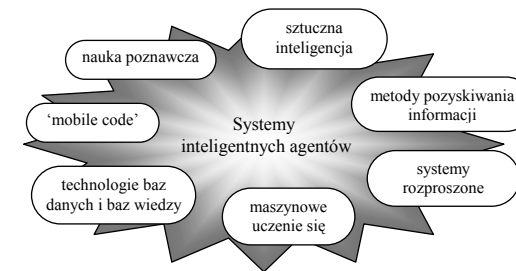 sztuczna
inteligencja
nauka poznawcza
metody pozyskiwania
informacji
'mobile code'
Systemy
inteligentnych agentów
systemy
rozproszone
technologie baz
danych i baz wiedzy
maszynowe
uczenie się